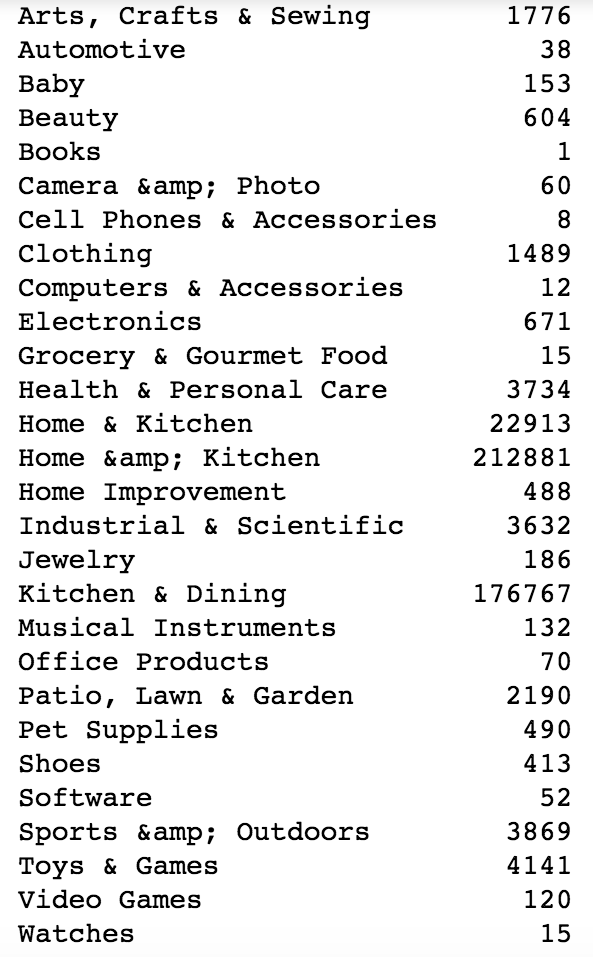 Arts, Crafts & Sewing 1776
Automotive 38
Baby 153
Beauty 604
Books 1
Camera &amp; Photo 60
Cell Phones & Accessories 8
Clothing 1489
Computers & Accessories 12
Electronics 671
Grocery & Gourmet Food 15
Health & Personal Care 3734
Home & Kitchen 22913
Home &amp; Kitchen 212881
Home Improvement 488
Industrial & Scientific 3632
Jewelry 186
Kitchen & Dining 176767
Musical Instruments 132
Office Products 70
Patio, Lawn & Garden 2190
Pet Supplies 490
Shoes 413
Software 52
Sports &amp; Outdoors 3869
Toys & Games 4141
Video Games 120
Watches 15